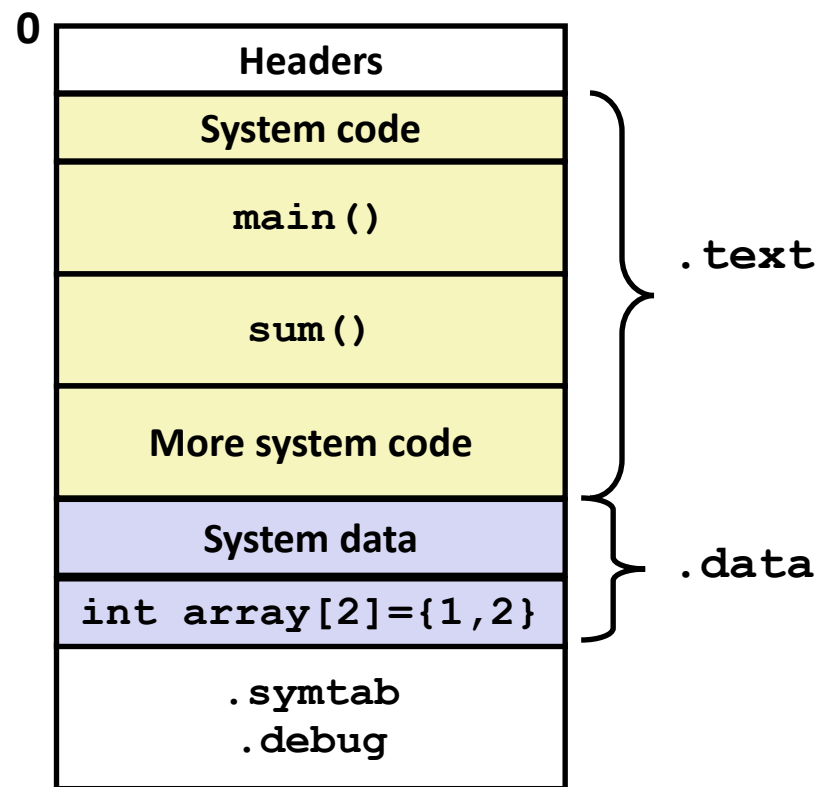 0
Headers
System code
main()
sum()
More system code
.text
System data
int array[2]={1,2}
.data
.symtab
.debug